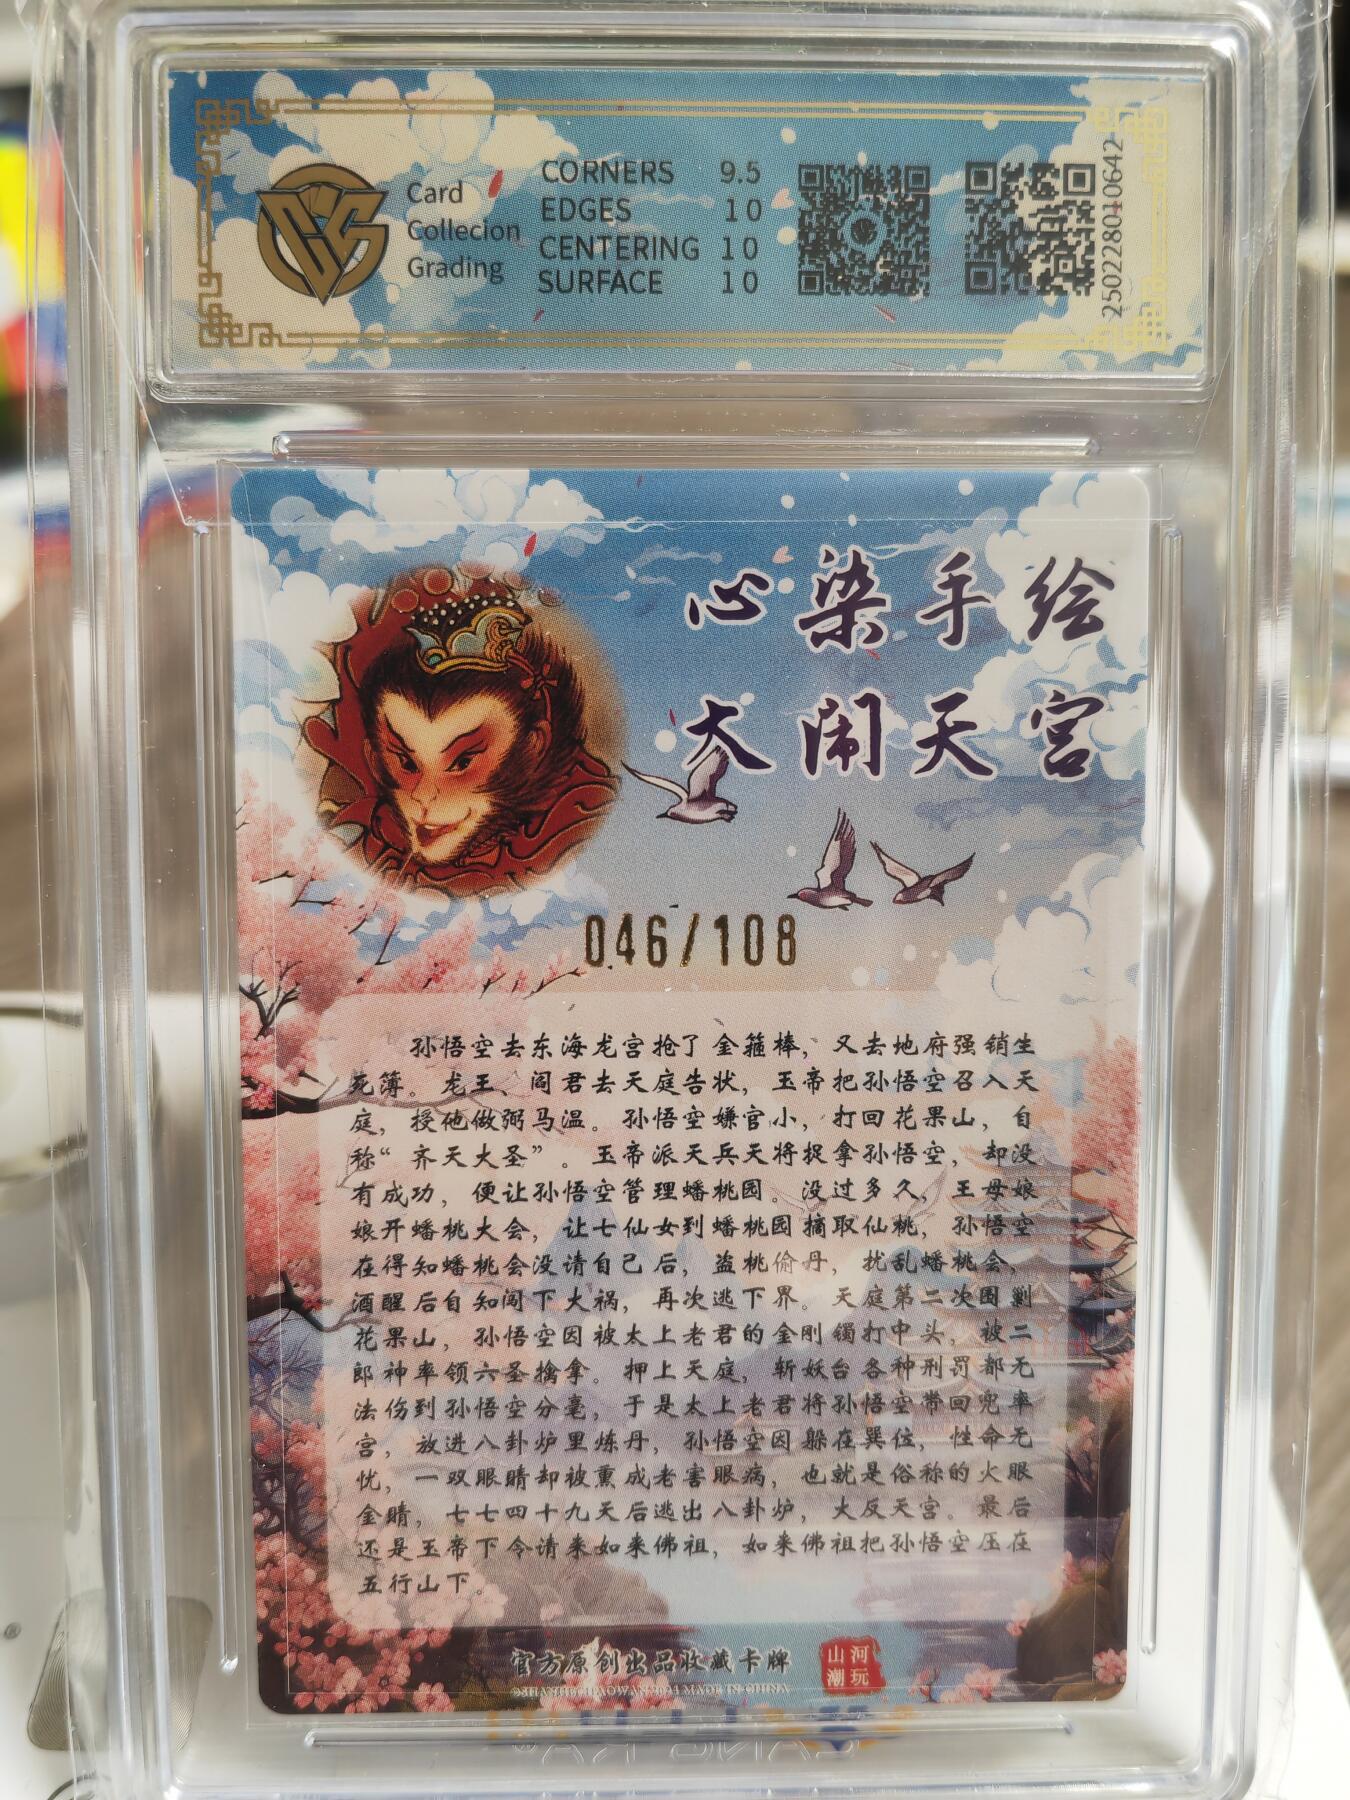 Card
Collecion
Grading
CORNERS 9.5
EDGES 10
CENTERING 10
SURFACE 10
2502280110642
心染手绘
大闹天宫
046/108
孙悟空去东海龙宫抢了金箍棒，又去地府强销生
死簿。龙王、阎君去天庭告状，玉帝把孙悟空召入天
庭，授他做弼马温。孙悟空嫌官小，打回花果山，自
称“齐天大圣”。玉帝派天兵天将捉拿孙悟空，却没
有成功，便让孙悟空管理蟠桃园。没过多久，王母娘
娘开蟠桃大会，让七仙女到蟠桃园摘取仙桃，孙悟空
在得知蟠桃会没请自己后，盗桃偷丹，扰乱蟠桃会，
酒醒后自知闯下大祸，再次逃下界。天庭第二次围剿
花果山，孙悟空因被太上老君的金刚镯打中头，被二
郎神率领六圣擒拿。押上天庭，斩妖台各种刑罚都无
法伤到孙悟空分毫，于是太上老君将孙悟空带回兜率
宫，放进八卦炉里炼丹，孙悟空因躲在巽位，性命无
忧，一双眼睛却被熏成老害眼病，也就是俗称的火眼
金睛，七七四十九天后逃出八卦炉，大反天宫。最后
还是玉帝下令请来如来佛祖，如来佛祖把孙悟空压在
五行山下。
官方原创出品收藏卡牌
山河
潮玩
MADE IN CHINA